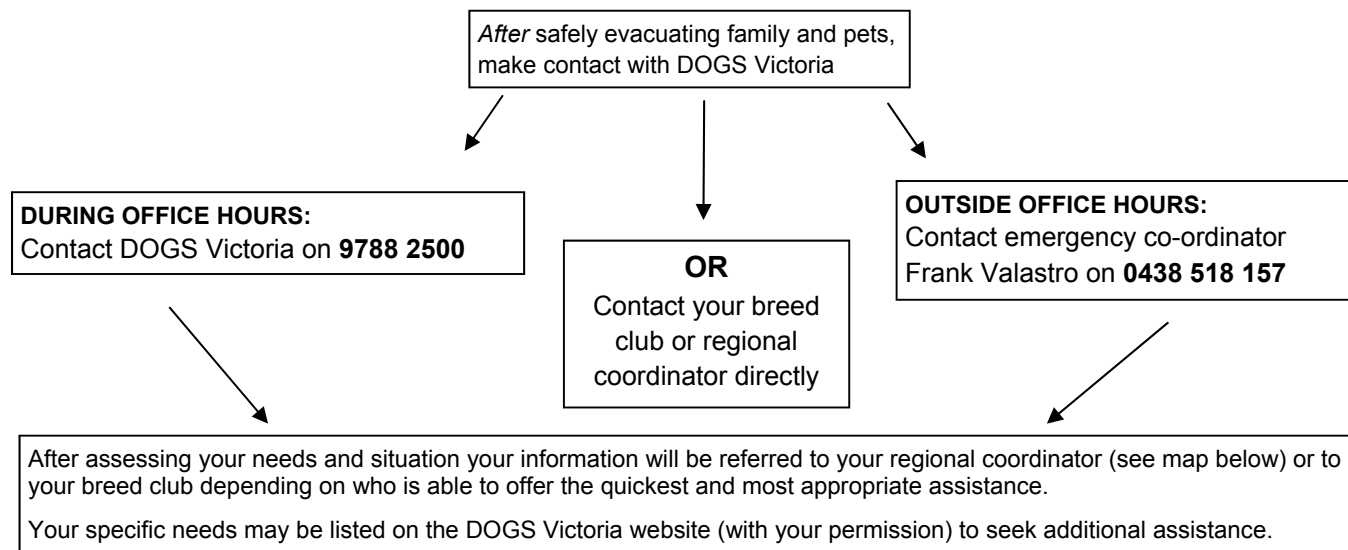 After safely evacuating family and pets,
make contact with DOGS Victoria
DURING OFFICE HOURS:
Contact DOGS Victoria on 9788 2500
OR
Contact your breed
club or regional
coordinator directly
OUTSIDE OFFICE HOURS:
Contact emergency co-ordinator
Frank Valastro on 0438 518 157
After assessing your needs and situation your information will be referred to your regional coordinator (see map below) or to
your breed club depending on who is able to offer the quickest and most appropriate assistance.
Your specific needs may be listed on the DOGS Victoria website (with your permission) to seek additional assistance.